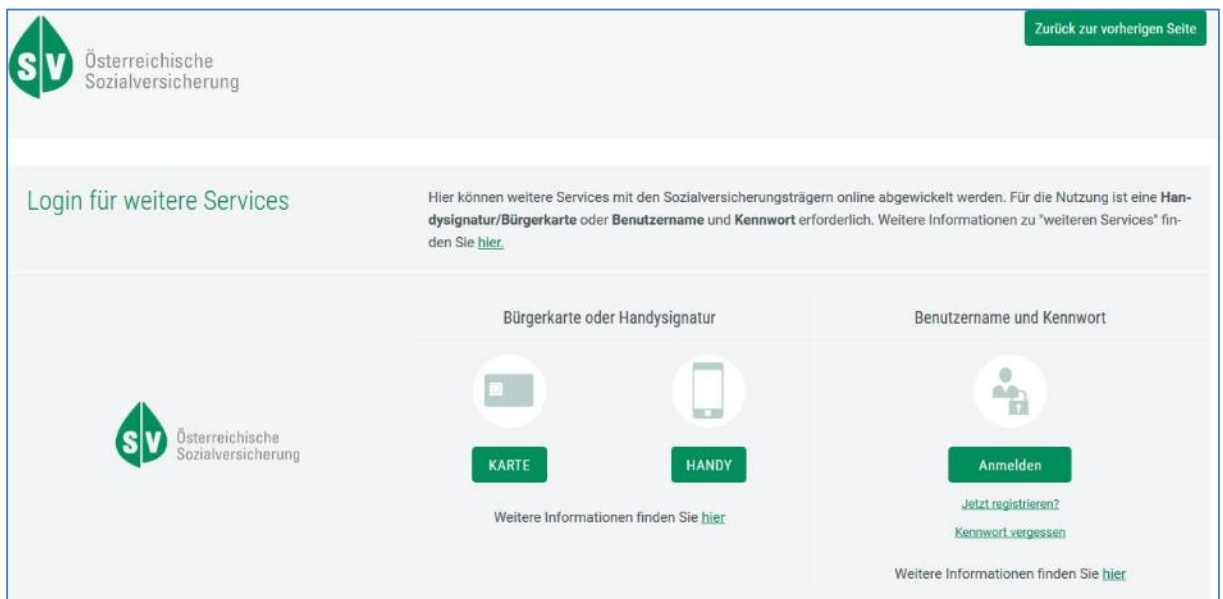 Zurück zur vorherigen Seite
SV
Österreichische
Sozialversicherung
Login für weitere Services
Hier können weitere Services mit den Sozialversicherungsträgern online abgewickelt werden. Für die Nutzung ist eine Han-
dysignatur/Bürgerkarte oder Benutzername und Kennwort erforderlich. Weitere Informationen zu "weiteren Services" fin-
den Sie hier.
SV
Österreichische
Sozialversicherung
Bürgerkarte oder Handysignatur
KARTE
HANDY
Weitere Informationen finden Sie hier
Benutzername und Kennwort
Anmelden
Jetzt registrieren?
Kennwort vergessen
Weitere Informationen finden Sie hier